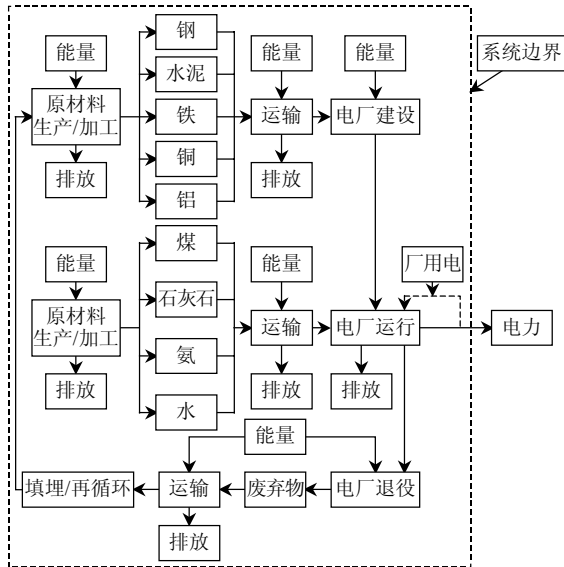 能量
钢
水泥
铁
铜
铝
原材料
生产/加工
排放
能量
运输
排放
能量
电厂建设
系统边界
能量
原材料
生产/加工
排放
煤
石灰石
氨
水
能量
运输
排放
厂用电
电厂运行
排放
电力
能量
填埋/再循环
运输
废弃物
电厂退役
排放